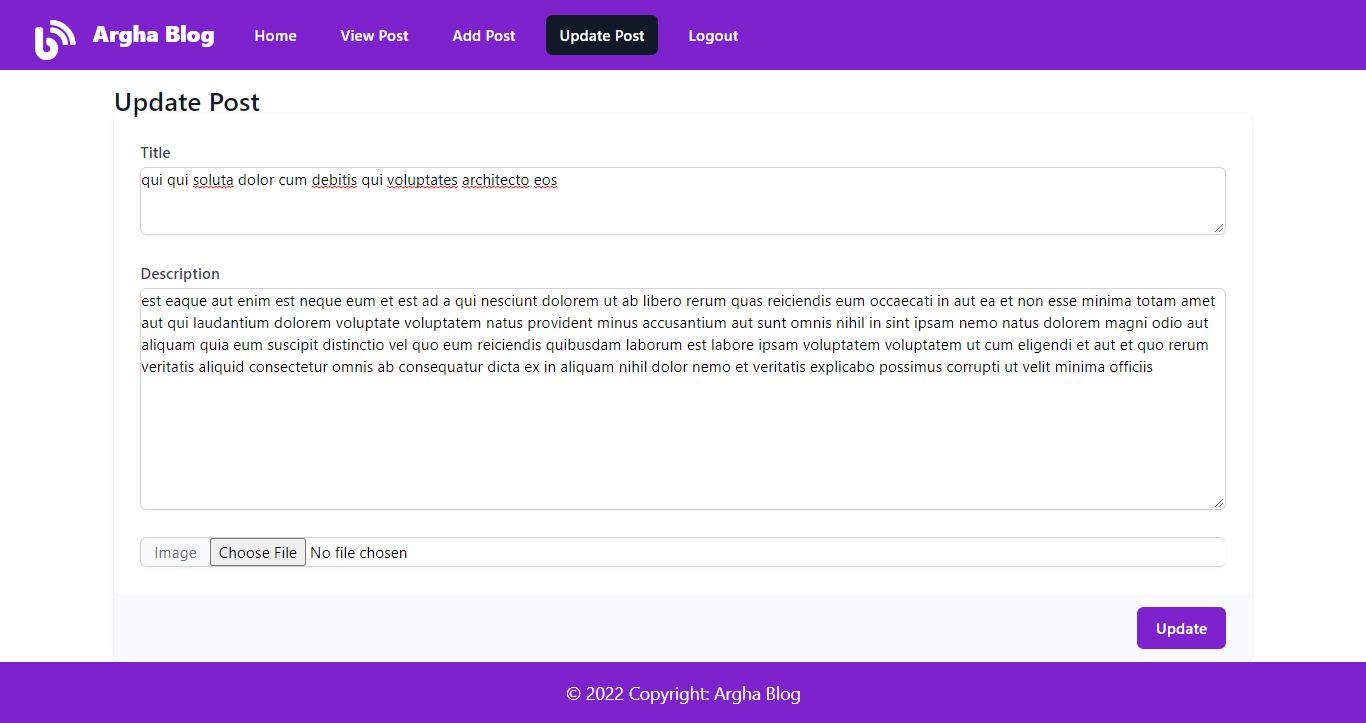 Argha Blog Home View Post Add Post Update Post Logout
Update Post
Title
qui qui soluta dolor cum debitis qui voluptates architecto eos
Description
est eaque aut enim est neque eum et est ad a qui nesciunt dolorem ut ab libero rerum quas reiciendis eum occaecati in aut ea et non esse minima totam amet
aut qui laudantium dolorem voluptate voluptatem natus provident minus accusantium aut sunt omnis nihil in sint ipsam nemo natus dolorem magni odio aut
aliquam quia eum suscipit distinctio vel quo eum reiciendis quibusdam laborum est labore ipsam voluptatem voluptatem ut cum eligendi et aut et quo rerum
veritatis aliquid consectetur omnis ab consequatur dicta ex in aliquam nihil dolor nemo et veritatis explicabo possimus corrupti ut velit minima officiis
Image Choose File No file chosen
Update
© 2022 Copyright: Argha Blog